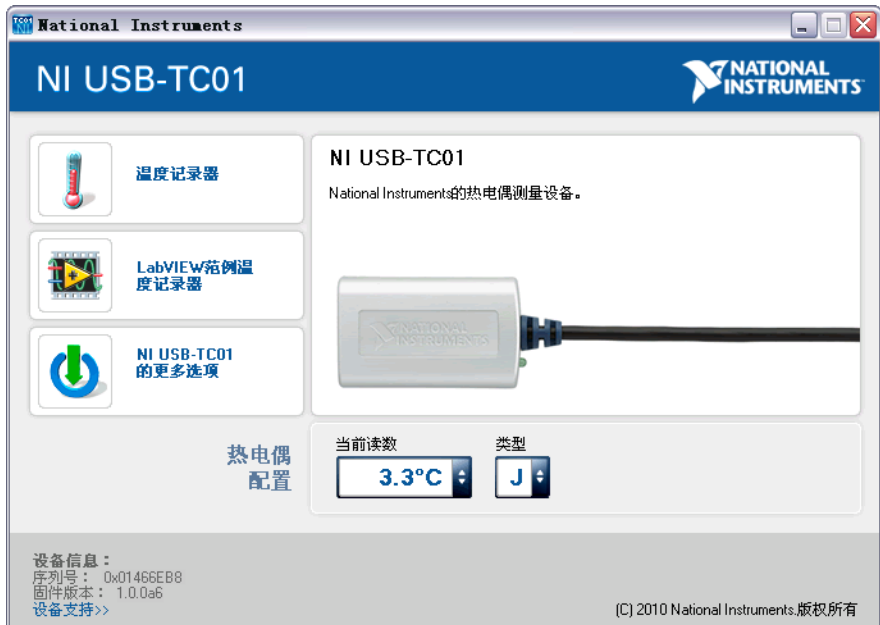 National Instruments
NI USB-TC01
NATIONAL
INSTRUMENTS
温度记录器
LabVIEW范例温
度记录器
NI USB-TC01
的更多选项
NI USB-TC01
National Instruments的热电偶测量设备。
NATIONAL
INSTRUMENTS
热电偶
配置
当前读数
类型
3.3°C
J
设备信息：
序列号： 0x01466EB8
固件版本： 1.0.0a6
设备支持>>
(C) 2010 National Instruments.版权所有